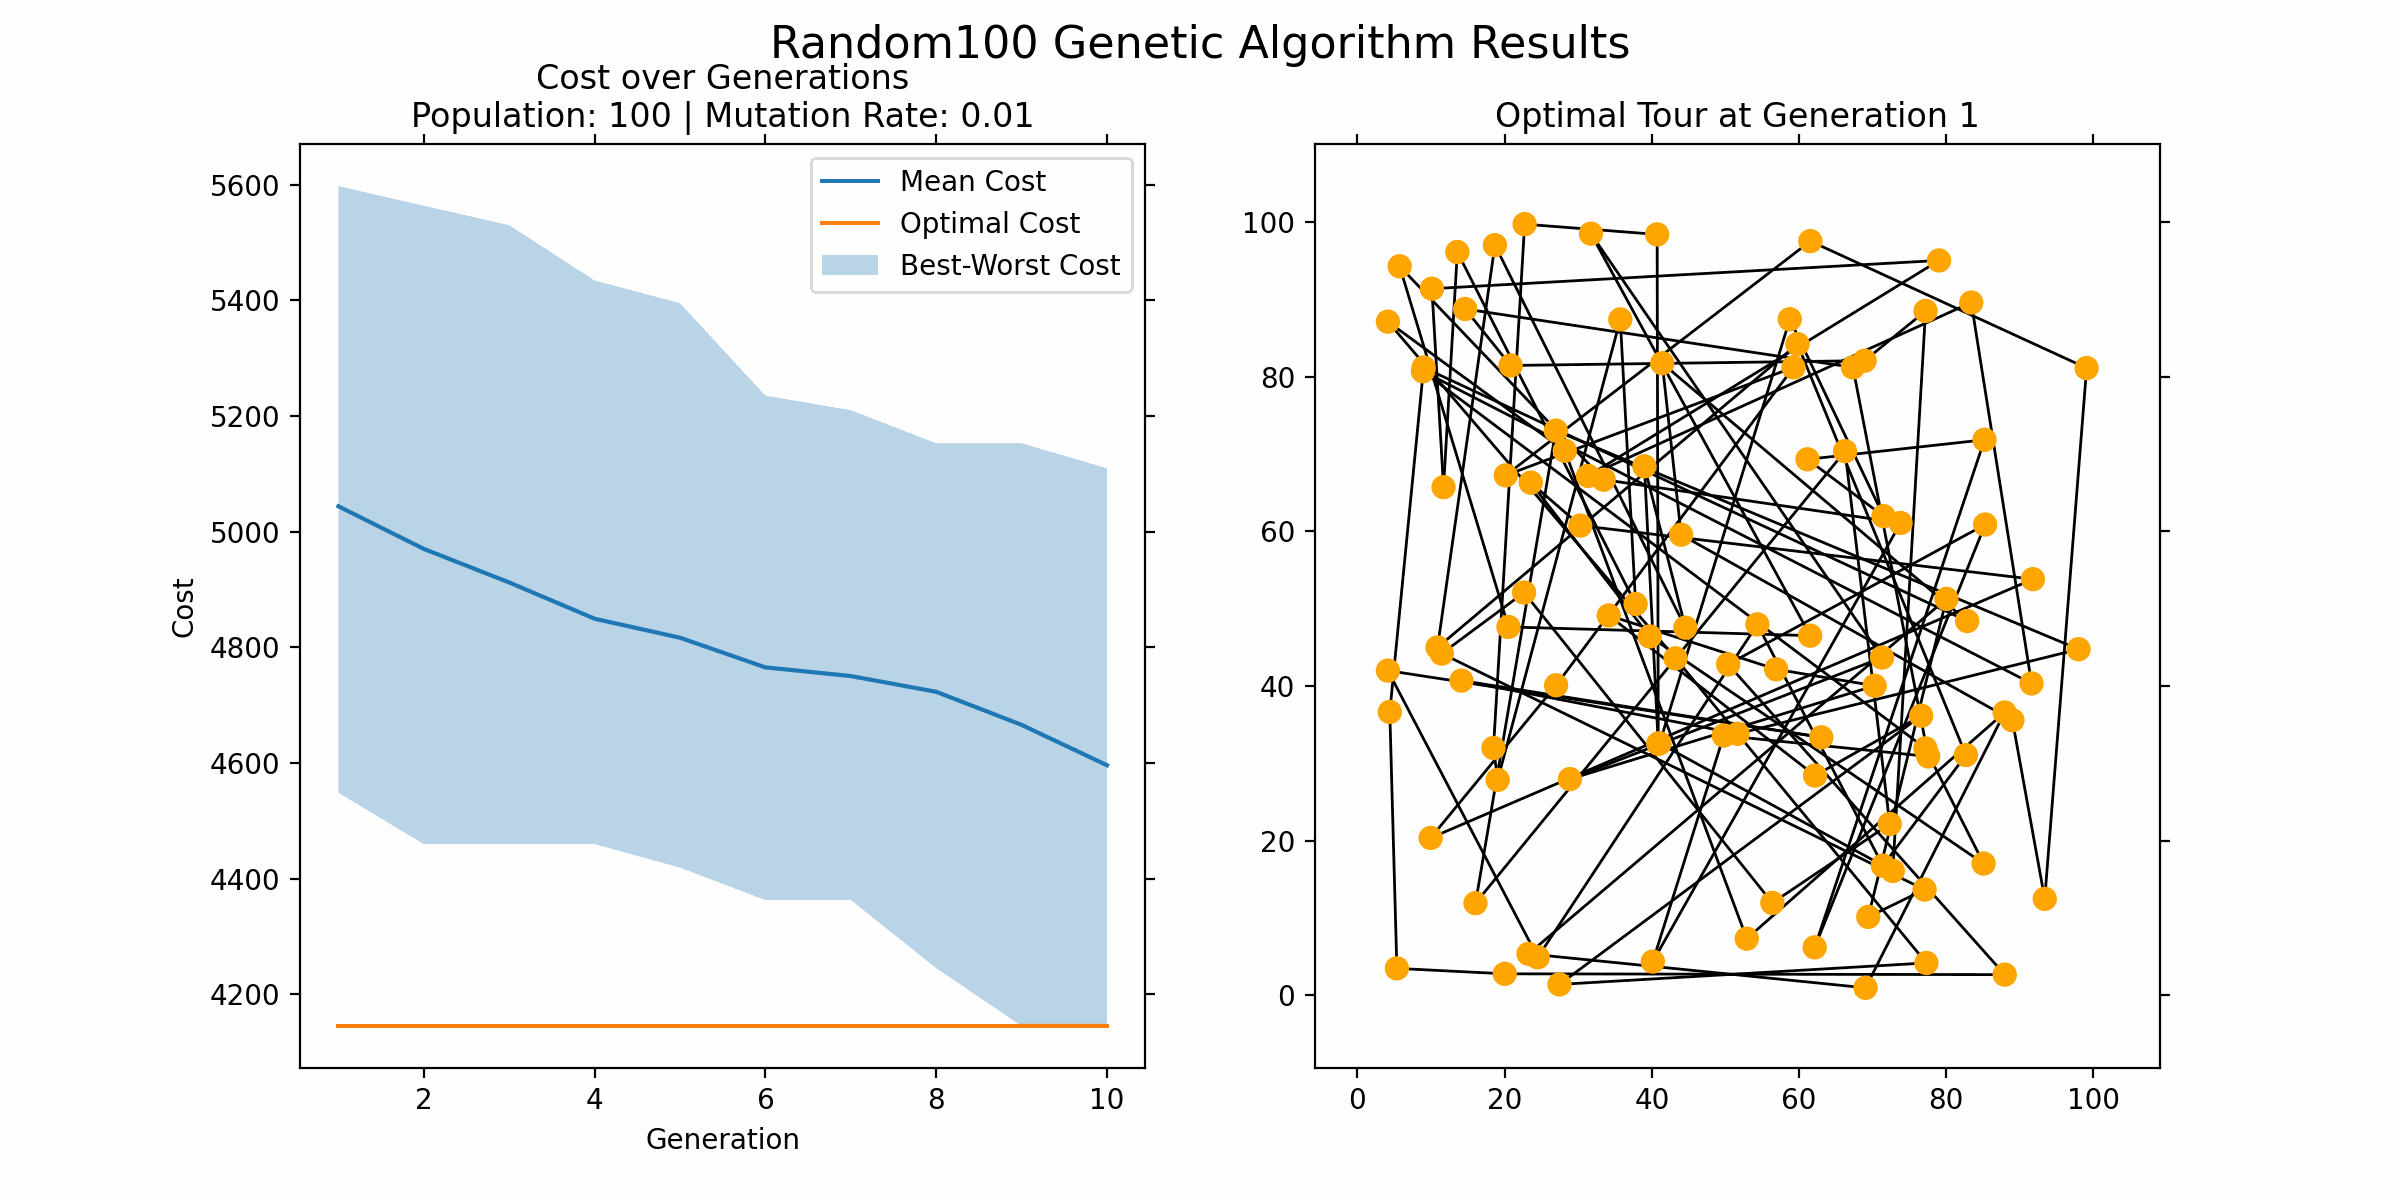 Random100 Genetic Algorithm Results
Cost over Generations
Population: 100 | Mutation Rate: 0.01
5600
5400
5200
5000
4800
4600
4400
4200
Cost
2 4 6 8 10
Generation
Mean Cost
Optimal Cost
Best-Worst Cost
Optimal Tour at Generation 1
100
80
60
40
20
0
0 20 40 60 80 100